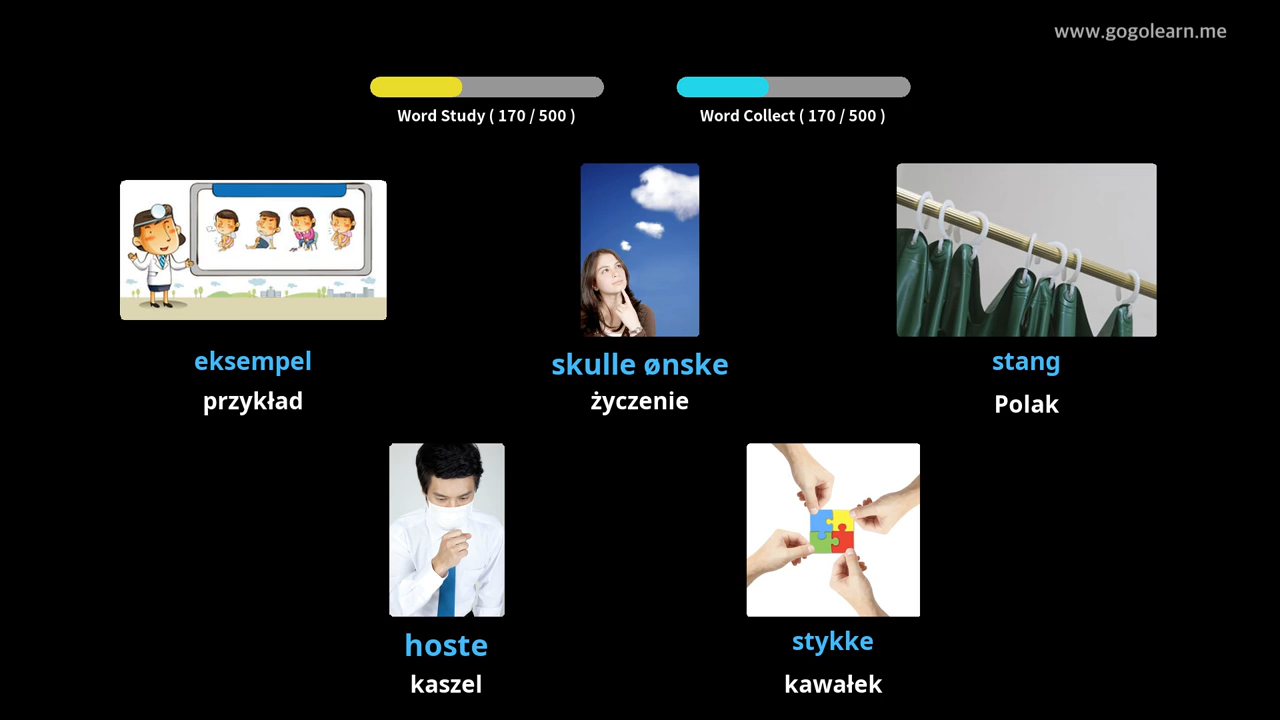 www.gogolearn.me
Word Study ( 170 / 500 )
Word Collect ( 170 / 500 )
eksempel
przykład
skulle ønske
życzenie
stang
Polak
hoste
kaszel
stykke
kawałek